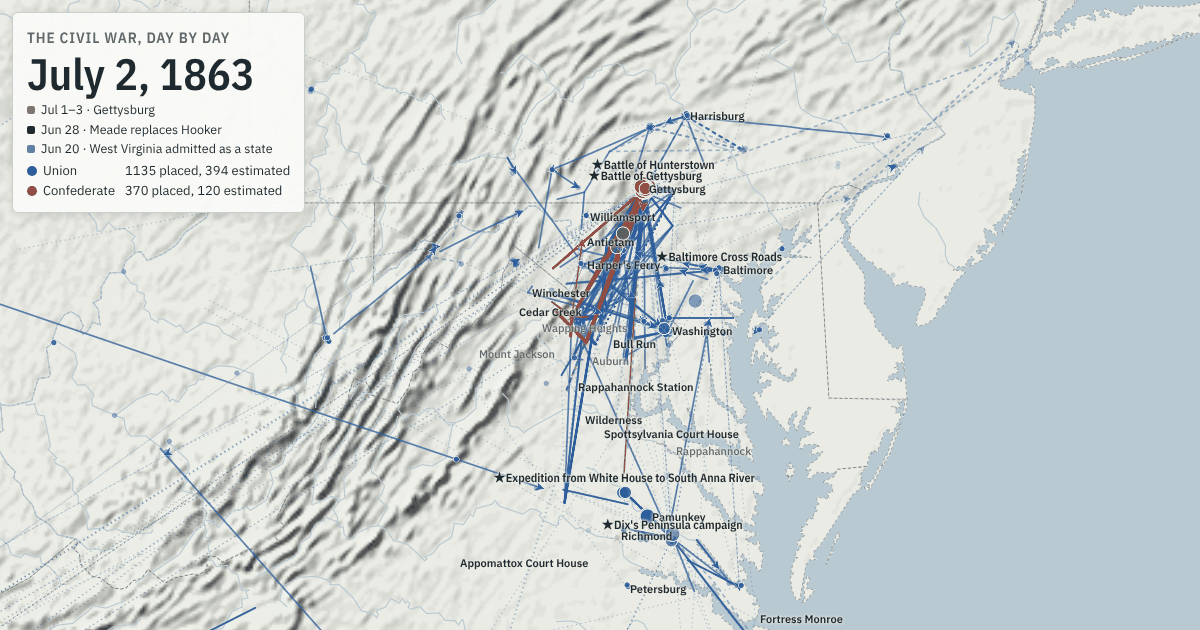 THE CIVIL WAR, DAY BY DAY
July 2, 1863
Jul 1–3 · Gettysburg
Jun 28 · Meade replaces Hooker
Jun 20 · West Virginia admitted as a state
Union 1135 placed, 394 estimated
Confederate 370 placed, 120 estimated
Harrisburg
★Battle of Hunterstown
★Battle of Gettysburg
Gettysburg
Williamsport
Antietam
★Baltimore Cross Roads
Harper's Ferry
Baltimore
Winchester
Cedar Creek
Wapping Heights
Washington
Bull Run
Mount Jackson
Auburn
Rappahannock Station
Wilderness
Spottsylvania Court House
Rappahannock
★Expedition from White House to South Anna River
Pamunkey
★Dix's Peninsula campaign
Richmond
Appomattox Court House
Petersburg
Fortress Monroe